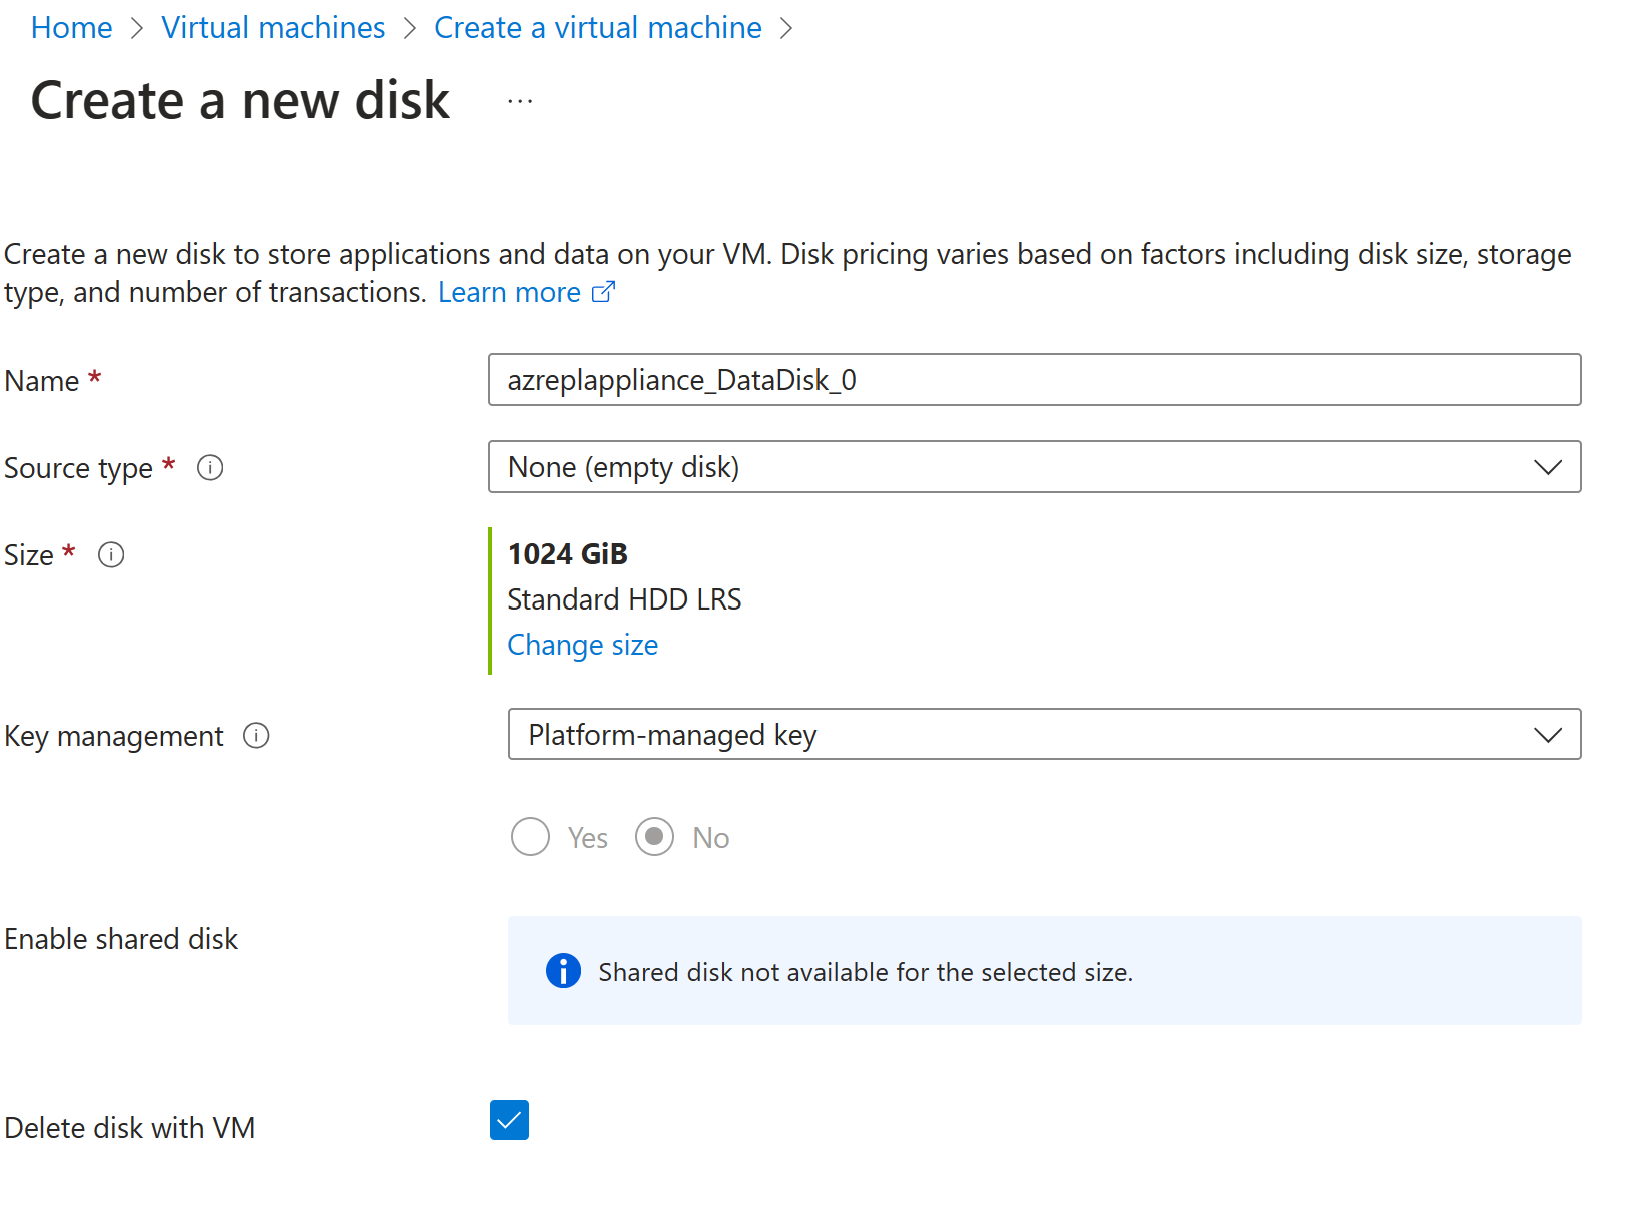 Home > Virtual machines > Create a virtual machine >
Create a new disk ...
Create a new disk to store applications and data on your VM. Disk pricing varies based on factors including disk size, storage
type, and number of transactions. Learn more
Name * azreplappliance_DataDisk_0
Source type * None (empty disk)
Size * 1024 GiB
Standard HDD LRS
Change size
Key management Platform-managed key
Yes No
Enable shared disk
Shared disk not available for the selected size.
Delete disk with VM